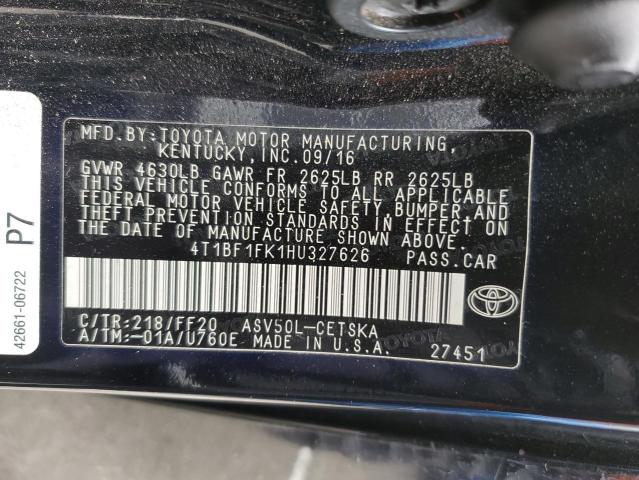 MFD.BY:TOYOTA MOTOR MANUFACTURING,
KENTUCKY, INC. 09/16
GVWR 4630LB GAWR FR 2625LB RR 2625LB
THIS VEHICLE CONFORMS TO ALL APPLICABLE
FEDERAL MOTOR VEHICLE SAFETY, BUMPER, AND
THEFT PREVENTION STANDARDS IN EFFECT ON
THE DATE OF MANUFACTURE SHOWN ABOVE.
4T1BF1FK1HU327626 PASS.CAR
C/TR:218/FF20 ASV50L-CETSKA
A/TM:-01A/U760E MADE IN U.S.A. 27451
P7
42661-06722